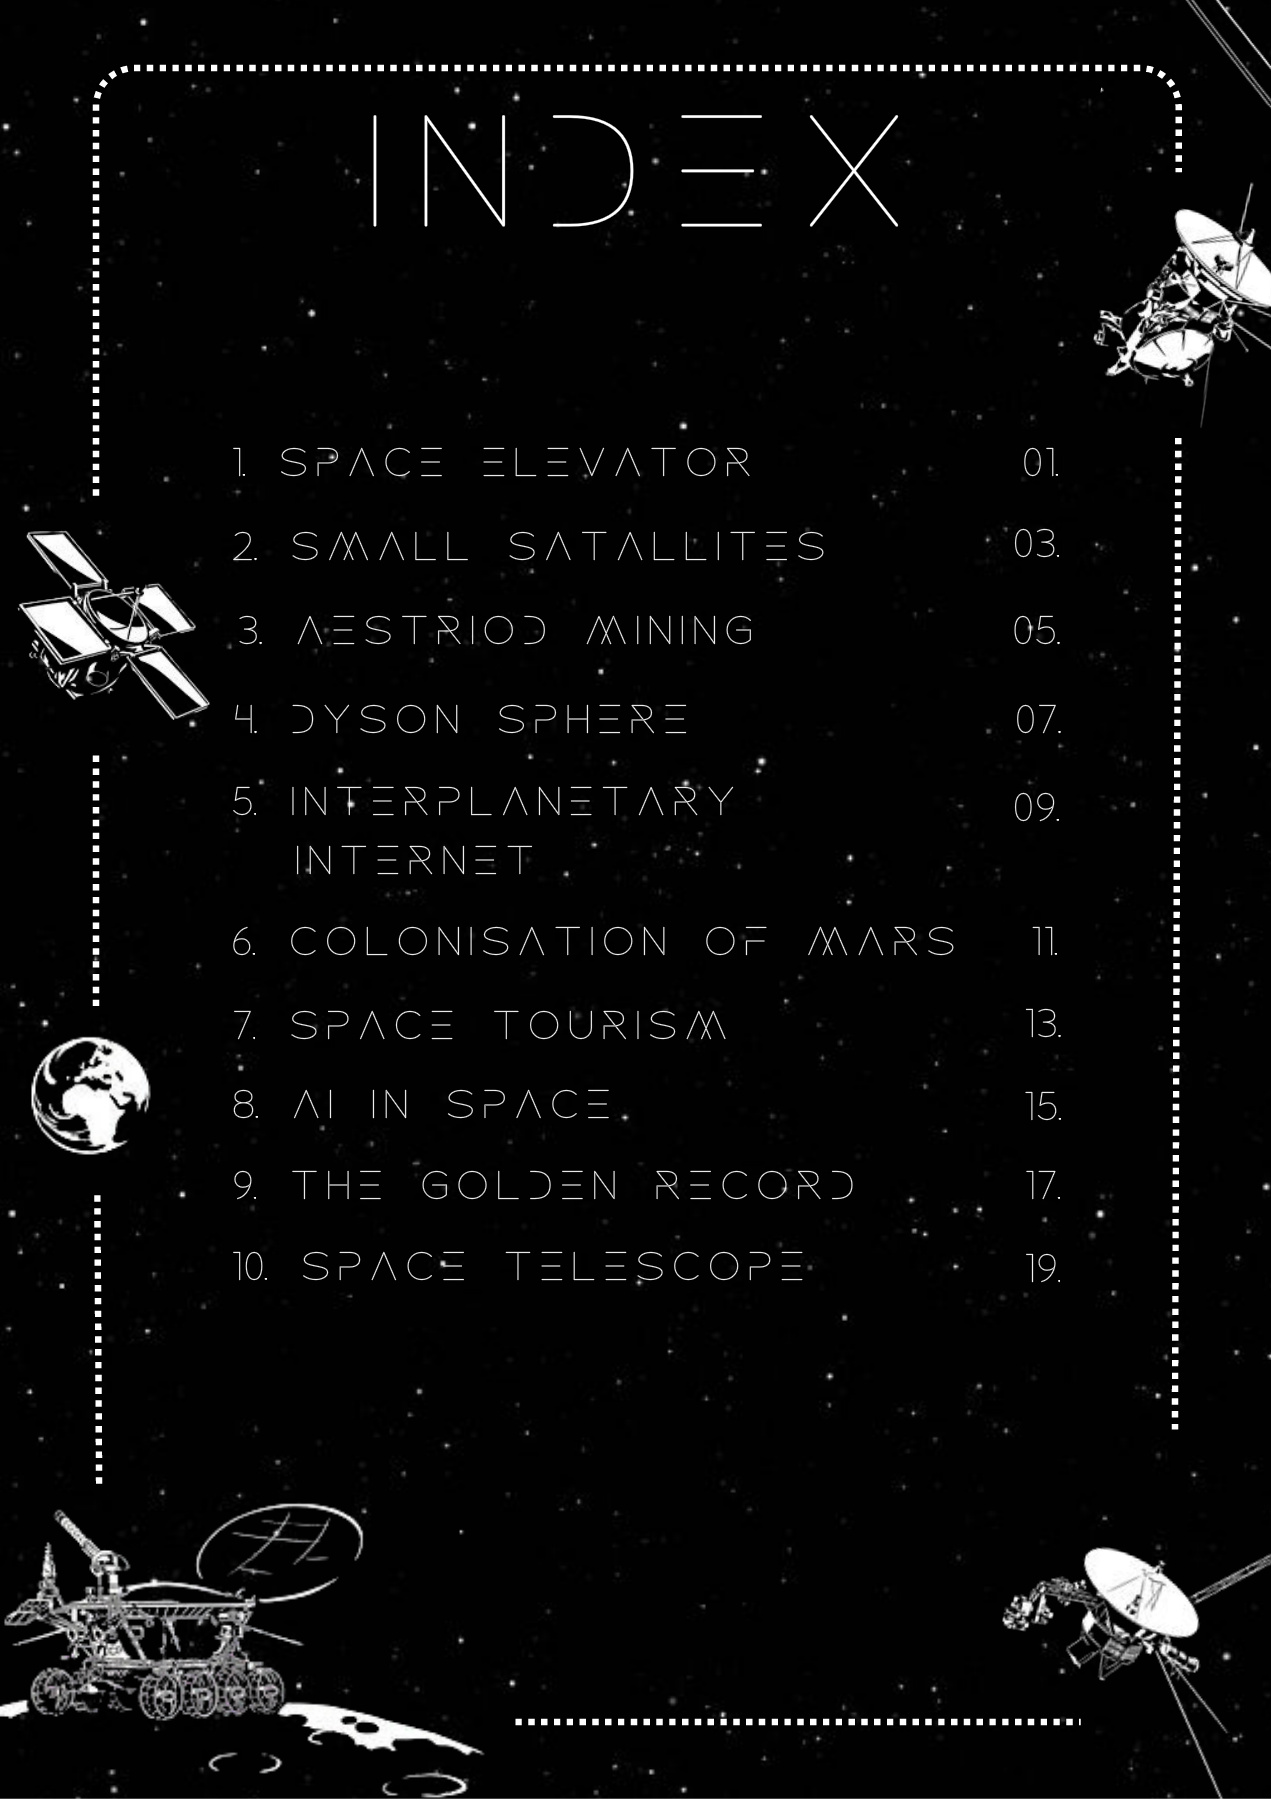 INDEX
1. SPACE ELEVATOR 01.
2. SMALL SATALLITES 03.
3. AESTRIOD MINING 05.
4. DYSON SPHERE 07.
5. INTERPLANETARY 09.
INTERNET
6. COLONISATION OF MARS 11.
7. SPACE TOURISM 13.
8. AI IN SPACE 15.
9. THE GOLDEN RECORD 17.
10. SPACE TELESCOPE 19.